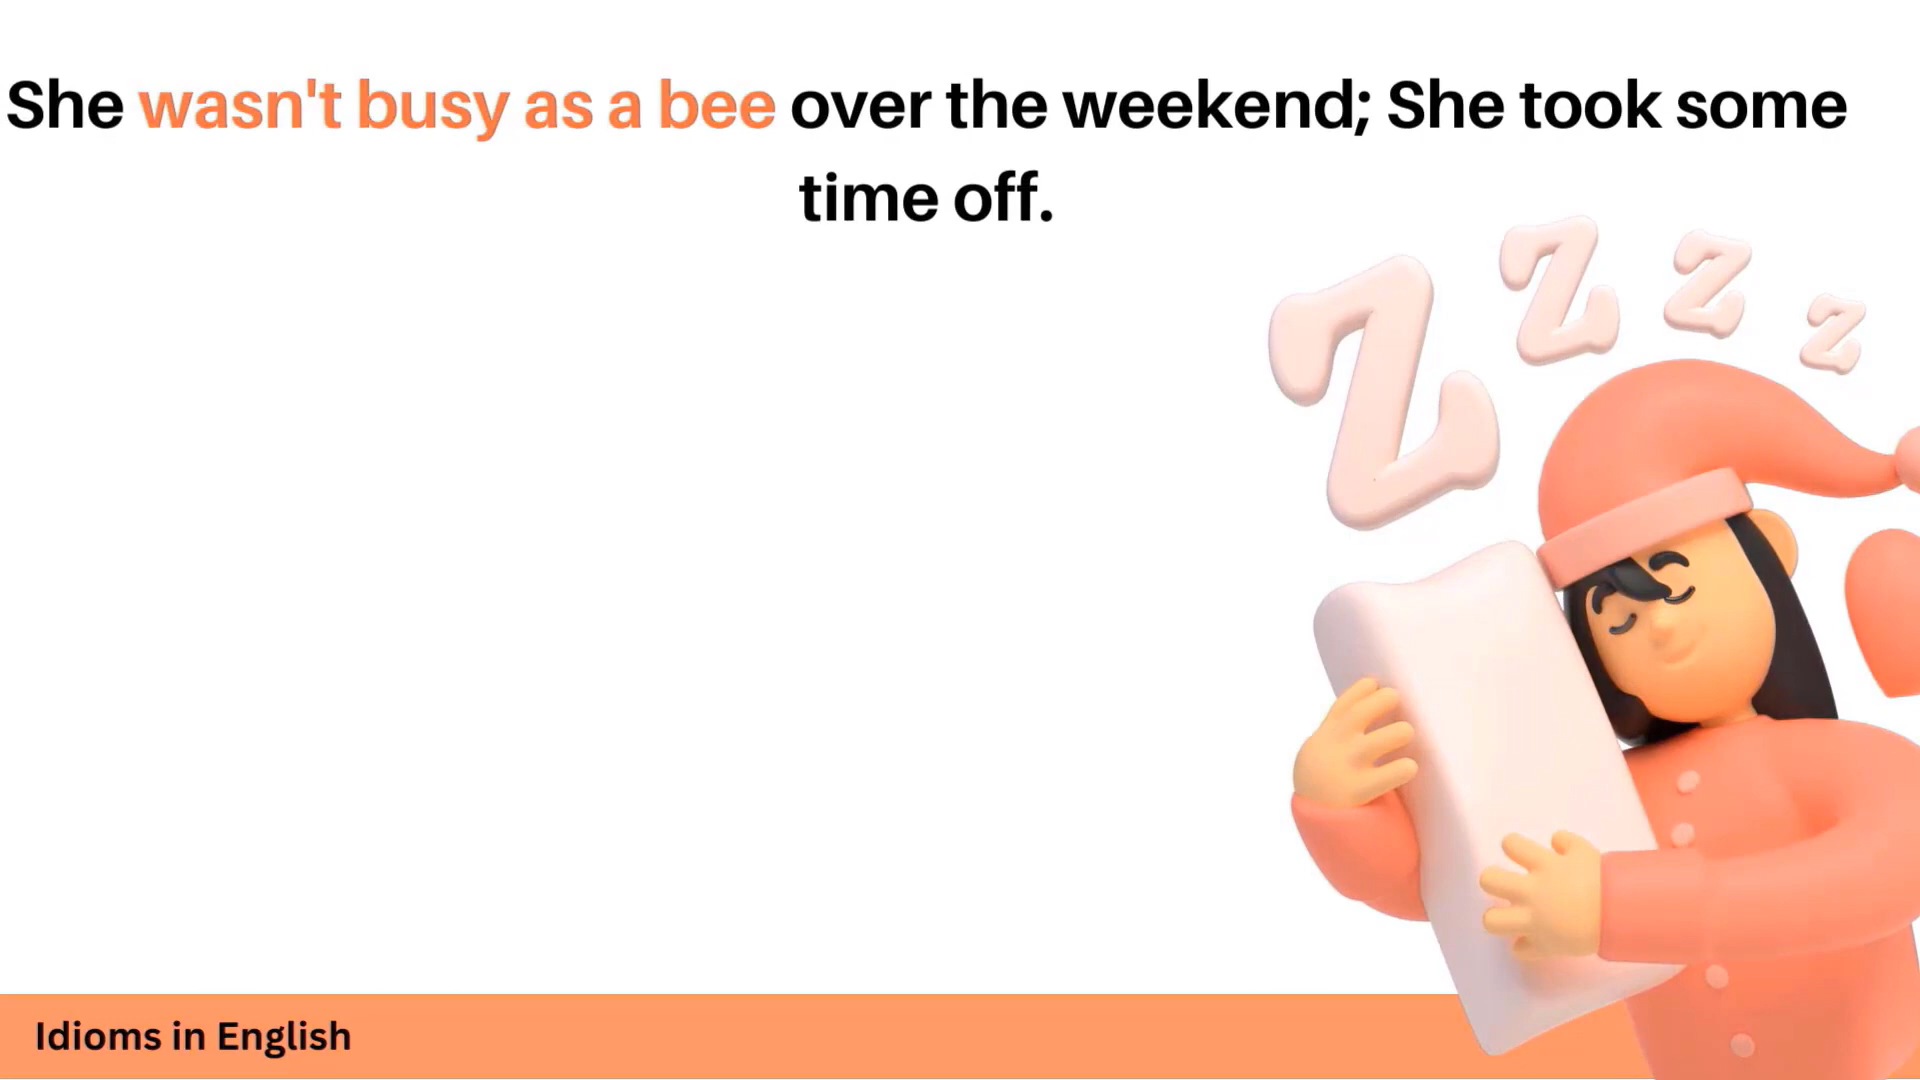 She wasn't busy as a bee over the weekend; She took some
time off.
Z Z Z Z
Idioms in English